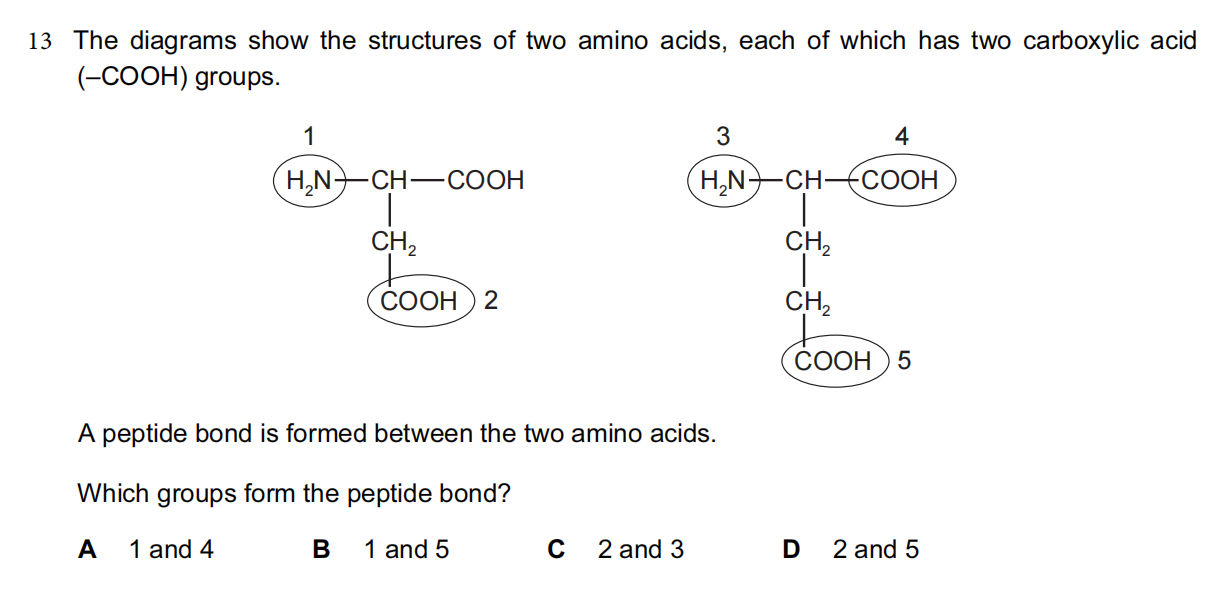 13 The diagrams show the structures of two amino acids, each of which has two carboxylic acid
(–COOH) groups.
1 3 4
H₂N—CH—COOH H₂N—CH—COOH
CH₂ CH₂
COOH 2 CH₂
COOH 5
A peptide bond is formed between the two amino acids.
Which groups form the peptide bond?
A 1 and 4 B 1 and 5 C 2 and 3 D 2 and 5